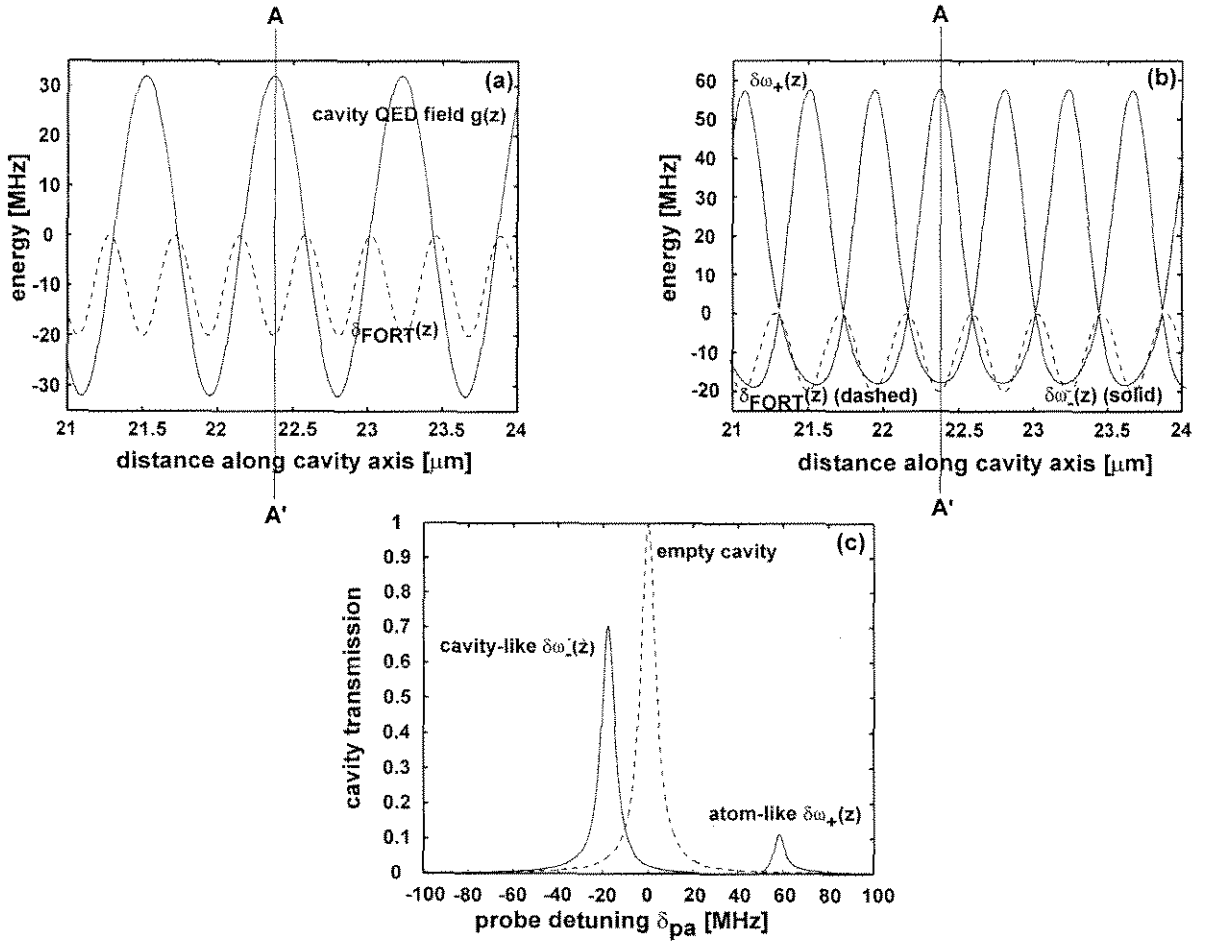 A
(a)
energy [MHz]
30
20
10
0
-10
-20
-30
cavity QED field g(z)
δFORT(z)
21 21.5 22 22.5 23 23.5 24
distance along cavity axis [μm]
A'
A
(b)
energy [MHz]
60
50
40
30
20
10
0
-10
-20
δω+(z)
δFORT(z) (dashed)
δω-(z) (solid)
21 21.5 22 22.5 23 23.5 24
distance along cavity axis [μm]
A'
(c)
cavity transmission
1
0.9
0.8
0.7
0.6
0.5
0.4
0.3
0.2
0.1
0
empty cavity
cavity-like δω-(z)
atom-like δω+(z)
-100 -80 -60 -40 -20 0 20 40 60 80 100
probe detuning δpa [MHz]